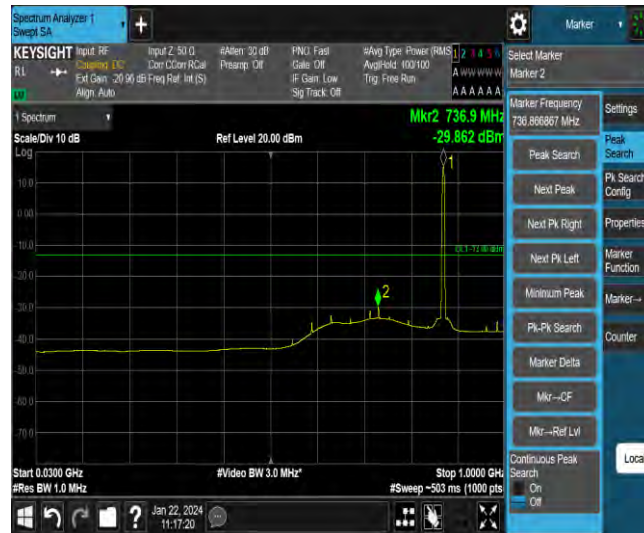 Spectrum Analyzer 1
Swept SA
Marker
KEYSIGHT
RL
Input: RF
Coupling: DC
Ext Gain: -20.96 dB
Align: Auto
Input Z: 50 Ω
Corr CCorr RCal
Freq Ref: Int (S)
#Atten: 30 dB
Preamp: Off
PNO: Fast
Gate: Off
IF Gain: Low
Sig Track: Off
#Avg Type: Power (RMS
Avg|Hold: 100/100
Trig: Free Run
1 2 3 4 5 6
A W W W W W
A A A A A A
Select Marker
Marker 2
1 Spectrum
Scale/Div 10 dB
Log
Ref Level 20.00 dBm
Mkr2 736.9 MHz
-29.862 dBm
10.0
0.00
-10.0
-20.0
-30.0
-40.0
-50.0
-60.0
-70.0
1
2
Start 0.0300 GHz
#Res BW 1.0 MHz
#Video BW 3.0 MHz*
Stop 1.0000 GHz
#Sweep ~503 ms (1000 pts
Marker Frequency
736.866867 MHz
Peak Search
Next Peak
Next Pk Right
Next Pk Left
Minimum Peak
Pk-Pk Search
Marker Delta
Mkr→CF
Mkr→Ref Lvl
Continuous Peak
Search
On
Off
Settings
Peak
Search
Pk Search
Config
Properties
Marker
Function
Marker→
Counter
Loca
Jan 22, 2024
11:17:20